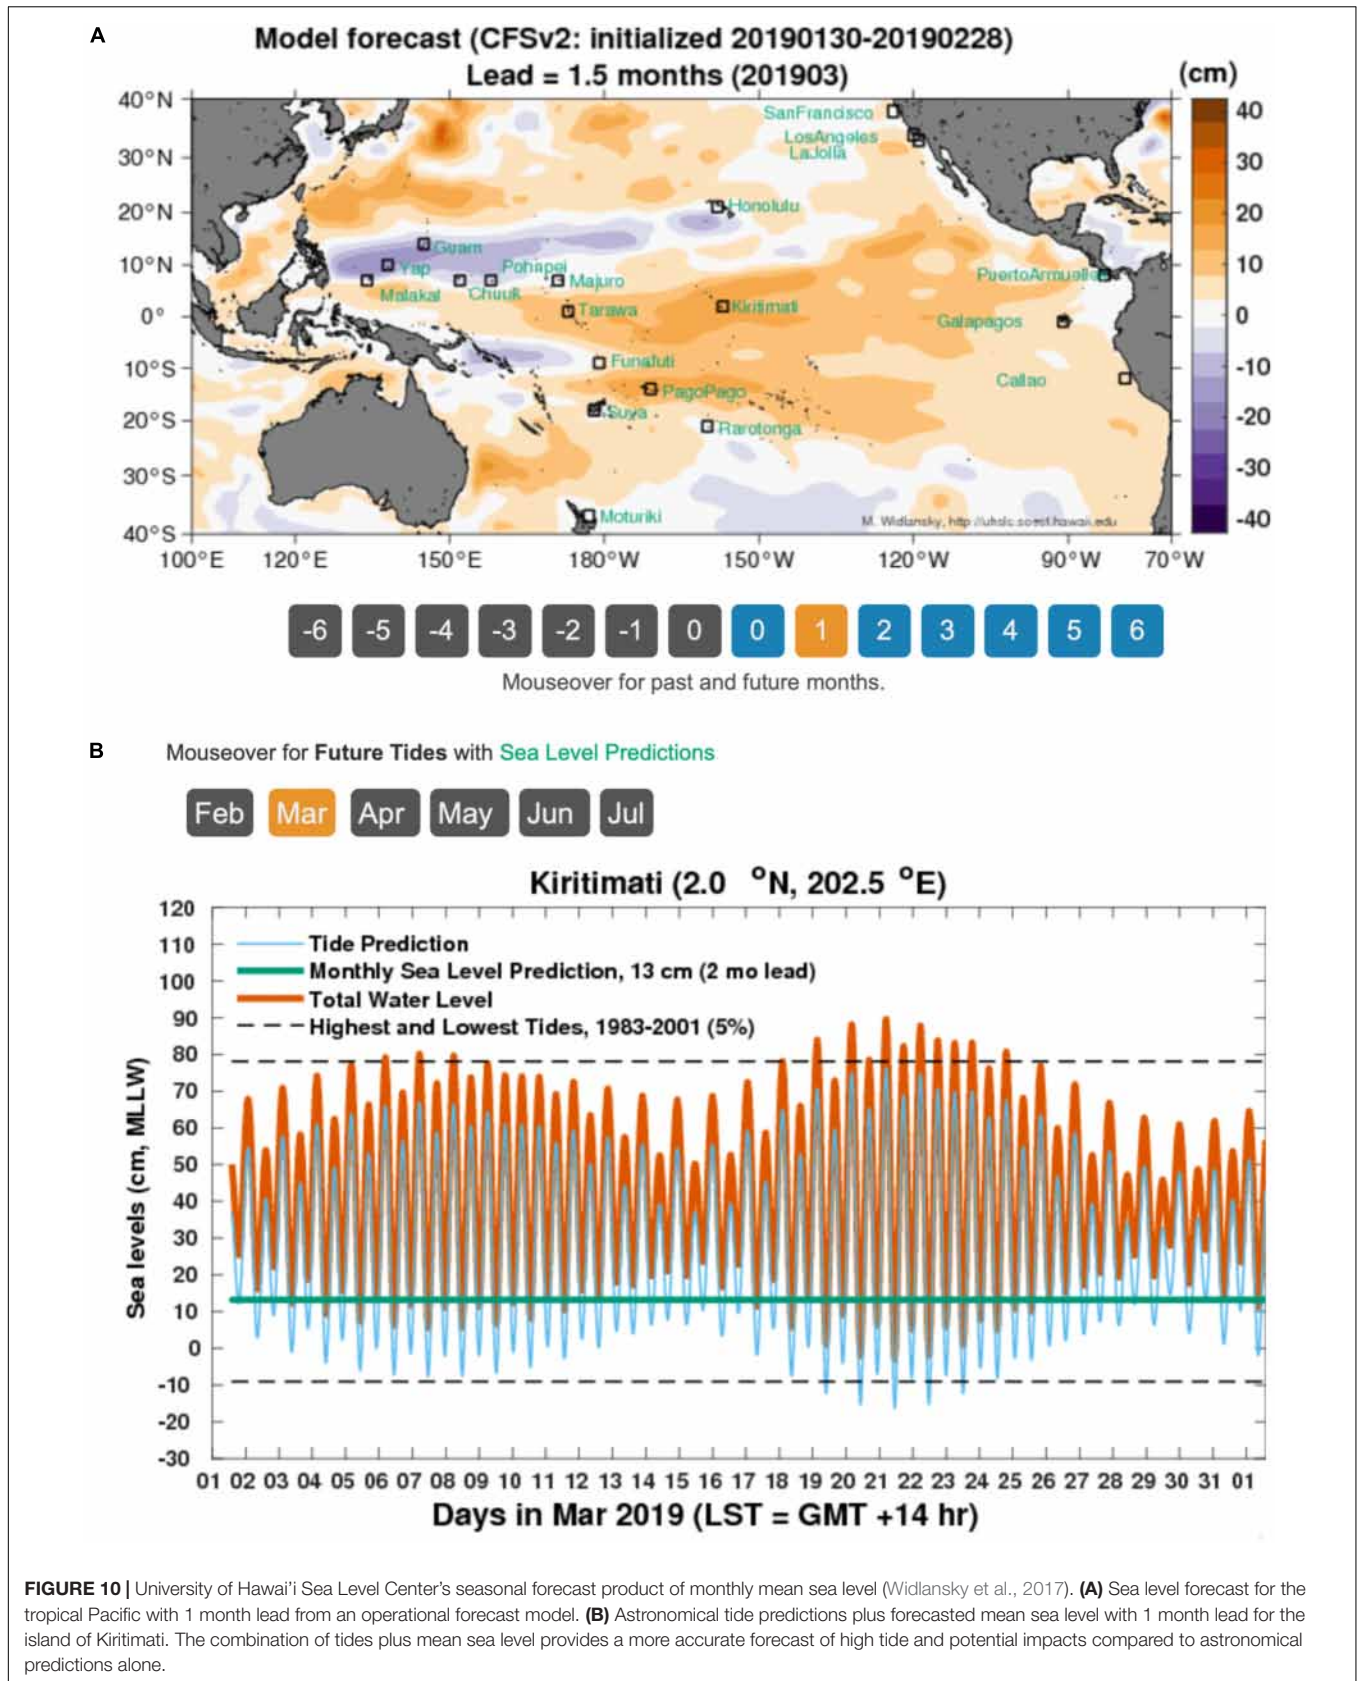 A
Model forecast (CFSv2: initialized 20190130-20190228)
Lead = 1.5 months (201903)
(cm)
40°N
30°N
20°N
10°N
0°
10°S
20°S
30°S
40°S
SanFrancisco
LosAngeles
LaJolla
Honolulu
Guam
Yap
Pohnpei
PuertoArmuelles
Malakal
Chuuk
Majuro
Tarawa
Kiritimati
Galapagos
Funafuti
Callao
PagoPago
Suva
Rarotonga
Moturiki
M. Widlansky, http://uhslc.soest.hawaii.edu
40
30
20
10
0
-10
-20
-30
-40
100°E 120°E 150°E 180°W 150°W 120°W 90°W 70°W
-6 -5 -4 -3 -2 -1 0 0 1 2 3 4 5 6
Mouseover for past and future months.
B
Mouseover for Future Tides with Sea Level Predictions
Feb Mar Apr May Jun Jul
Kiritimati (2.0 °N, 202.5 °E)
Sea levels (cm, MLLW)
120
110
100
90
80
70
60
50
40
30
20
10
0
-10
-20
-30
Tide Prediction
Monthly Sea Level Prediction, 13 cm (2 mo lead)
Total Water Level
Highest and Lowest Tides, 1983-2001 (5%)
01 02 03 04 05 06 07 08 09 10 11 12 13 14 15 16 17 18 19 20 21 22 23 24 25 26 27 28 29 30 31 01
Days in Mar 2019 (LST = GMT +14 hr)
FIGURE 10 | University of Hawai'i Sea Level Center's seasonal forecast product of monthly mean sea level (Widlansky et al., 2017). (A) Sea level forecast for the
tropical Pacific with 1 month lead from an operational forecast model. (B) Astronomical tide predictions plus forecasted mean sea level with 1 month lead for the
island of Kiritimati. The combination of tides plus mean sea level provides a more accurate forecast of high tide and potential impacts compared to astronomical
predictions alone.